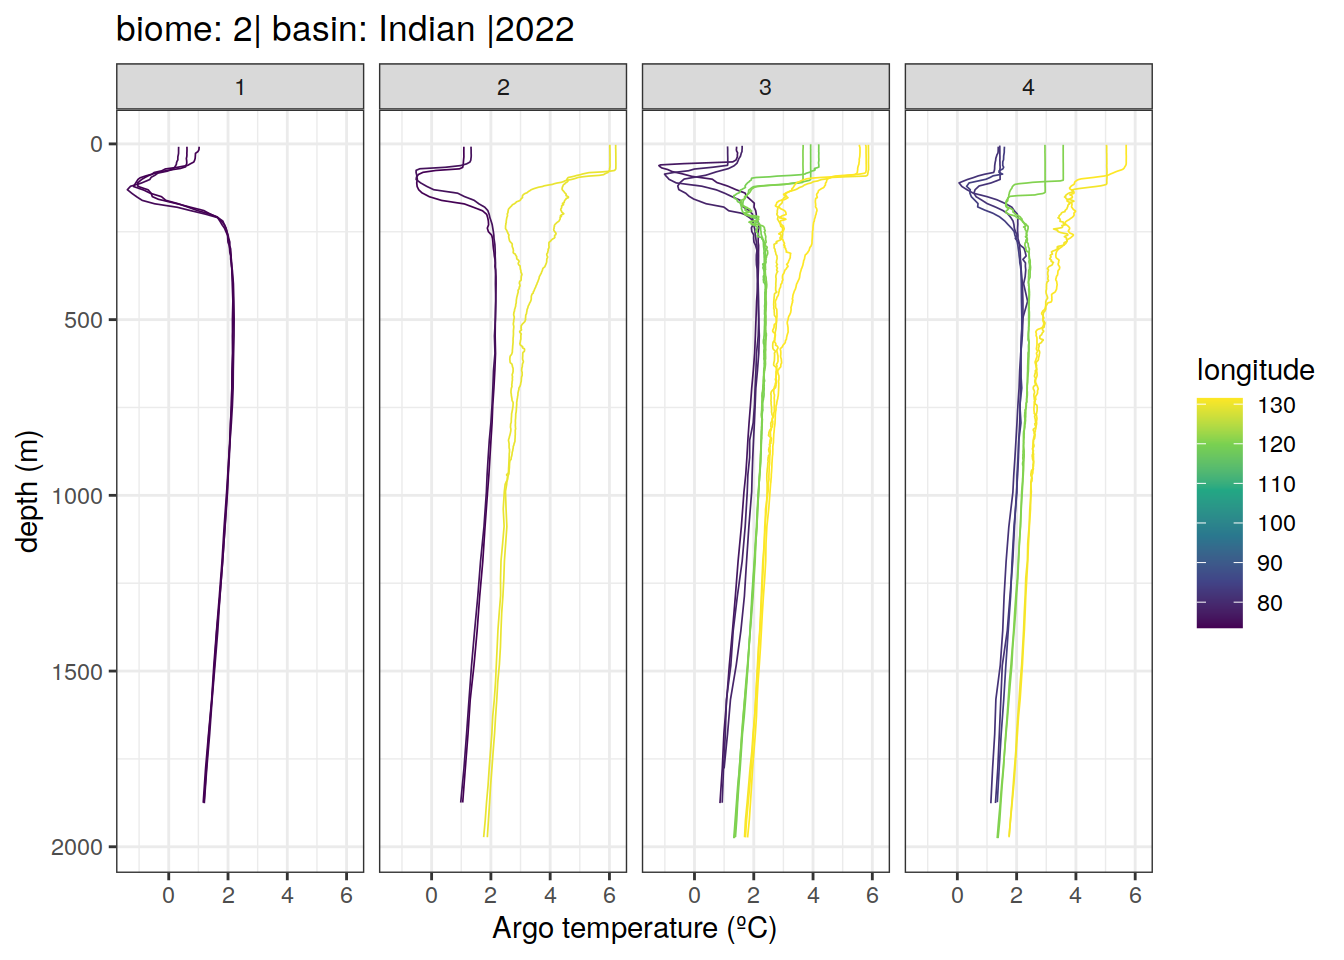 biome: 2| basin: Indian |2022
1 2 3 4
0
500
1000
1500
2000
depth (m)
0 2 4 6 0 2 4 6 0 2 4 6 0 2 4 6
Argo temperature (ºC)
longitude
130
120
110
100
90
80